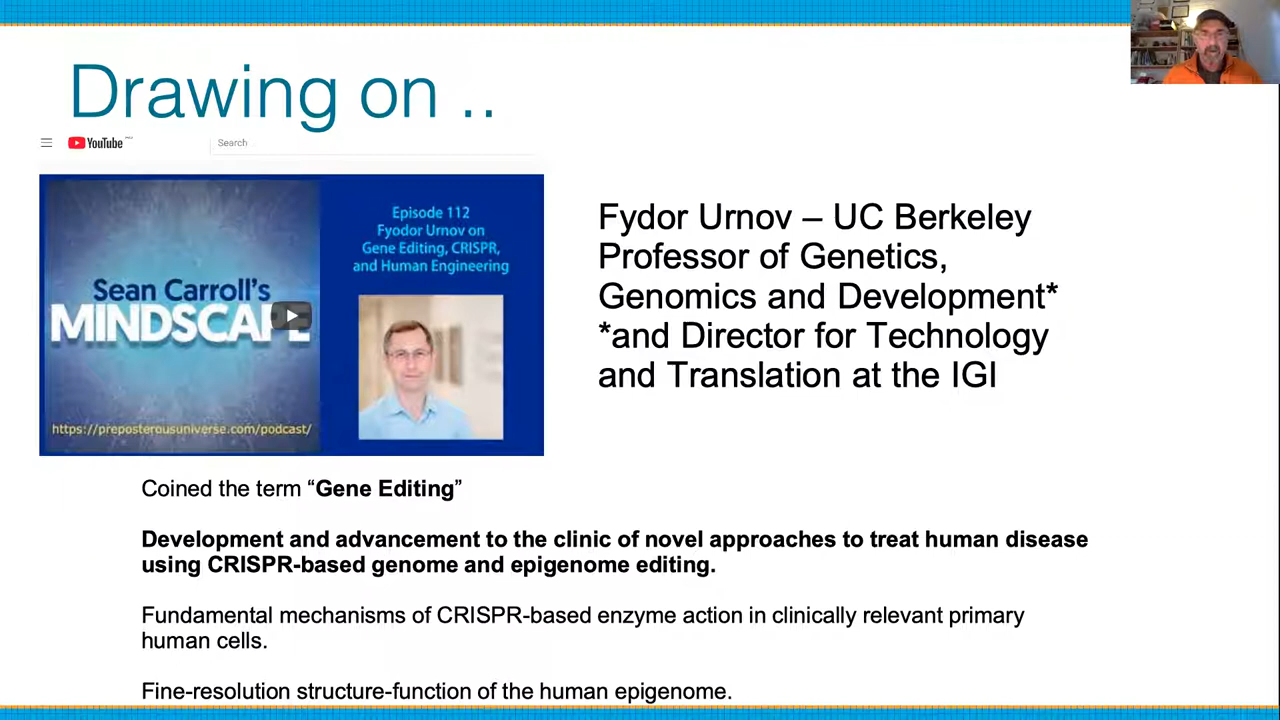 Drawing on ..
YouTube
Search
Episode 112
Fyodor Urnov on
Gene Editing, CRISPR,
and Human Engineering
Sean Carroll's
MINDSCAPE
https://preposterousuniverse.com/podcast/
Fydor Urnov – UC Berkeley
Professor of Genetics,
Genomics and Development*
*and Director for Technology
and Translation at the IGI
Coined the term “Gene Editing”
Development and advancement to the clinic of novel approaches to treat human disease
using CRISPR-based genome and epigenome editing.
Fundamental mechanisms of CRISPR-based enzyme action in clinically relevant primary
human cells.
Fine-resolution structure-function of the human epigenome.